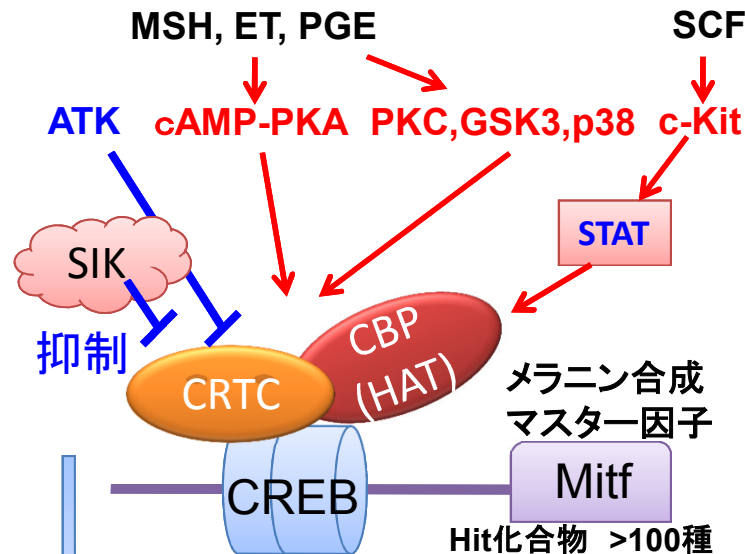 MSH, ET, PGE
SCF
ATK
cAMP-PKA
PKC,GSK3,p38
c-Kit
SIK
STAT
抑制
CRTC
CBP
(HAT)
メラニン合成
マスター因子
CREB
Mitf
Hit化合物 >100種